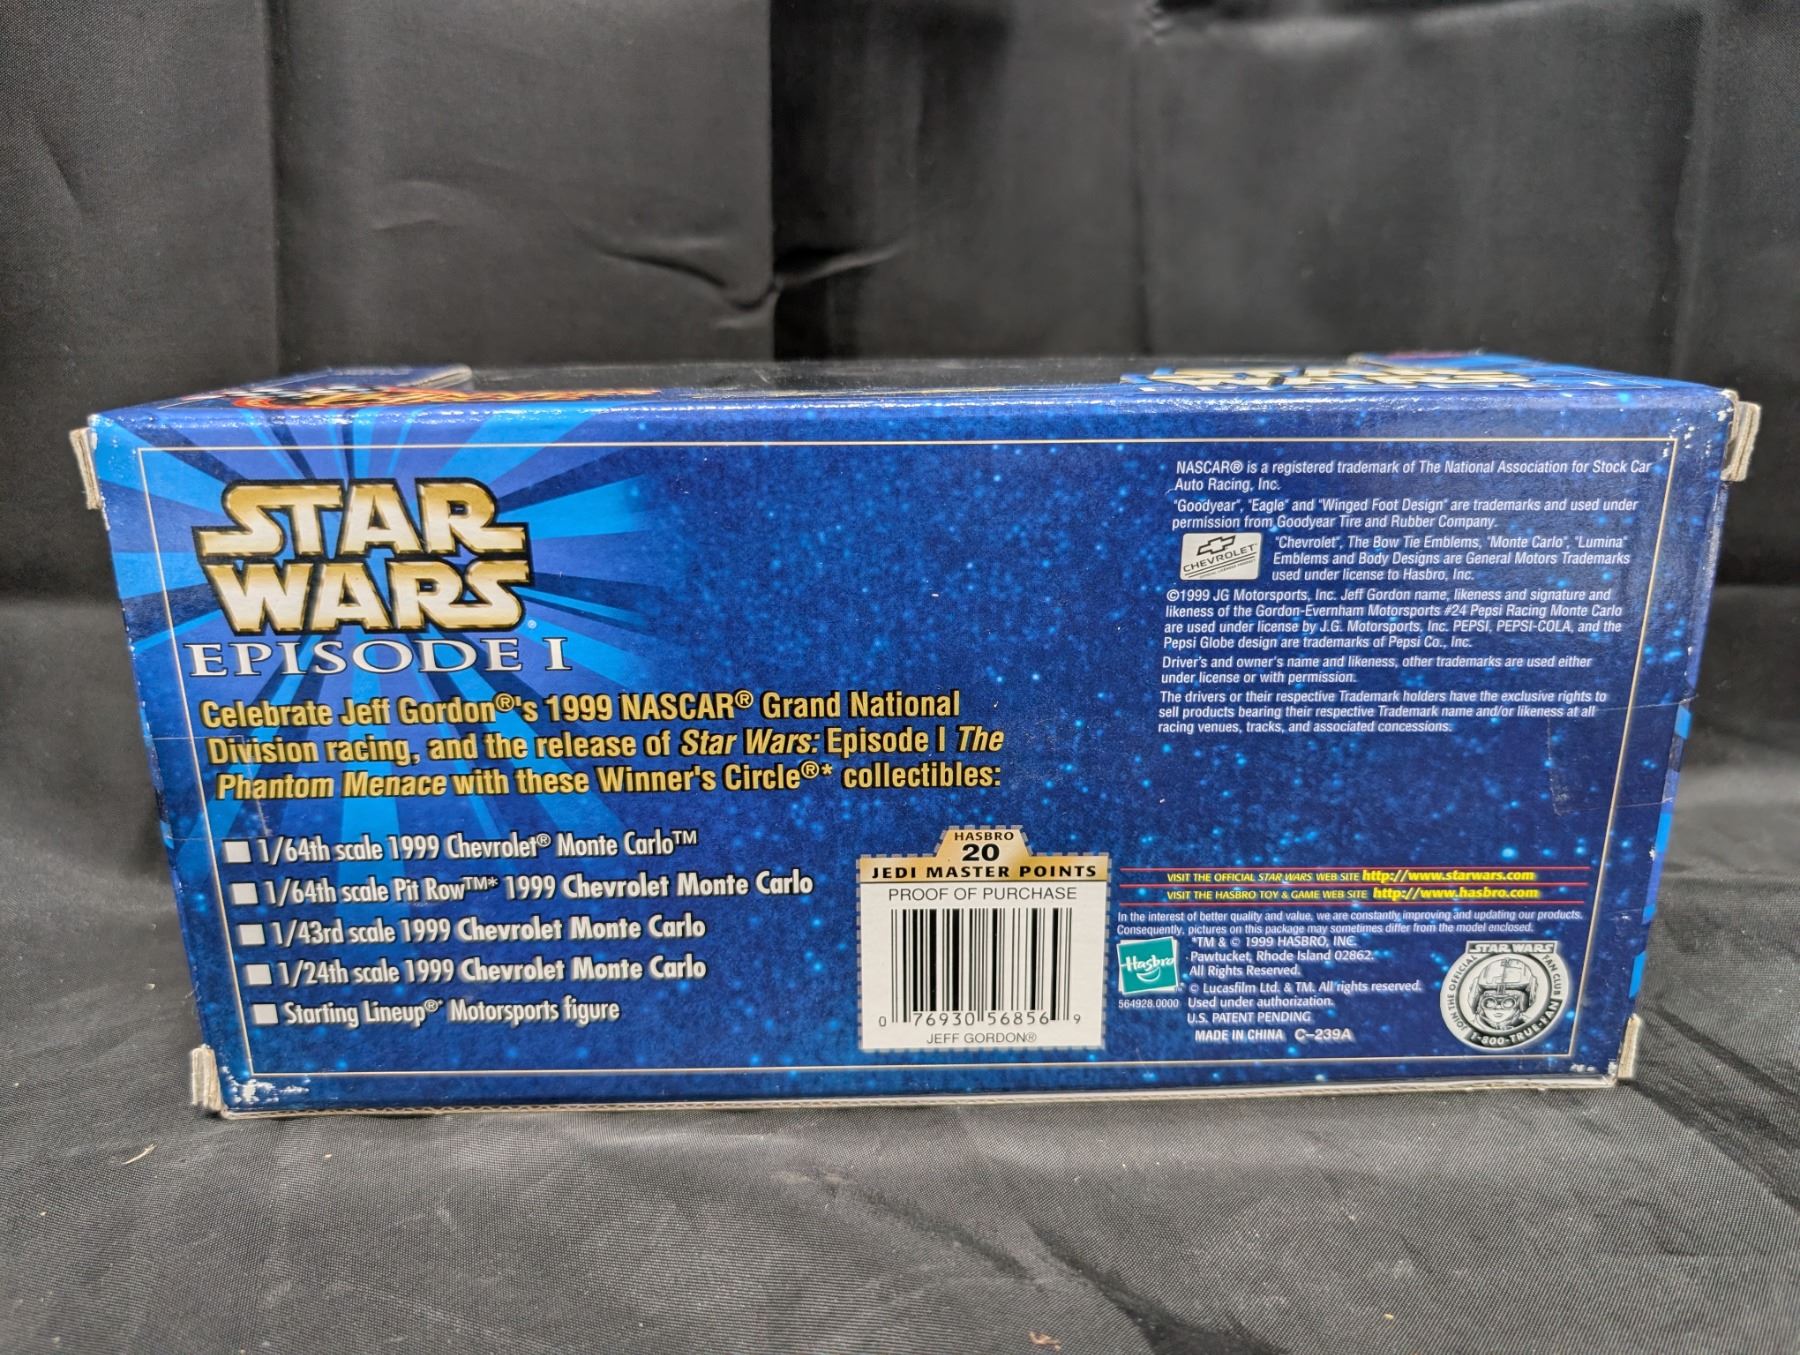 STAR
WARS®
EPISODE I
Celebrate Jeff Gordon®'s 1999 NASCAR® Grand National
Division racing, and the release of Star Wars: Episode I The
Phantom Menace with these Winner's Circle®* collectibles:
1/64th scale 1999 Chevrolet® Monte Carlo™
1/64th scale Pit Row™* 1999 Chevrolet Monte Carlo
1/43rd scale 1999 Chevrolet Monte Carlo
1/24th scale 1999 Chevrolet Monte Carlo
Starting Lineup®* Motorsports figure
HASBRO
20
JEDI MASTER POINTS
PROOF OF PURCHASE
0 76930 56856 9
JEFF GORDON®
NASCAR® is a registered trademark of The National Association for Stock Car
Auto Racing, Inc.
"Goodyear", "Eagle" and "Winged Foot Design" are trademarks and used under
permission from Goodyear Tire and Rubber Company.
CHEVROLET
"Chevrolet", The Bow Tie Emblems, "Monte Carlo", "Lumina"
Emblems and Body Designs are General Motors Trademarks
used under license to Hasbro, Inc.
©1999 JG Motorsports, Inc. Jeff Gordon name, likeness and signature and
likeness of the Gordon-Evernham Motorsports #24 Pepsi Racing Monte Carlo
are used under license by J.G. Motorsports, Inc. PEPSI, PEPSI-COLA, and the
Pepsi Globe design are trademarks of Pepsi Co., Inc.
Driver's and owner's name and likeness, other trademarks are used either
under license or with permission.
The drivers or their respective Trademark holders have the exclusive rights to
sell products bearing their respective Trademark name and/or likeness at all
racing venues, tracks, and associated concessions.
VISIT THE OFFICIAL STAR WARS WEB SITE http://www.starwars.com
VISIT THE HASBRO TOY & GAME WEB SITE http://www.hasbro.com
In the interest of better quality and value, we are constantly improving and updating our products.
Consequently, pictures on this package may sometimes differ from the model enclosed.
Hasbro
*TM & © 1999 HASBRO, INC.
Pawtucket, Rhode Island 02862.
All Rights Reserved.
© Lucasfilm Ltd. & TM. All rights reserved.
564928.0000 Used under authorization.
U.S. PATENT PENDING
MADE IN CHINA C-239A
STAR WARS
JOIN THE OFFICIAL FAN CLUB
1-800-TRUE-FAN